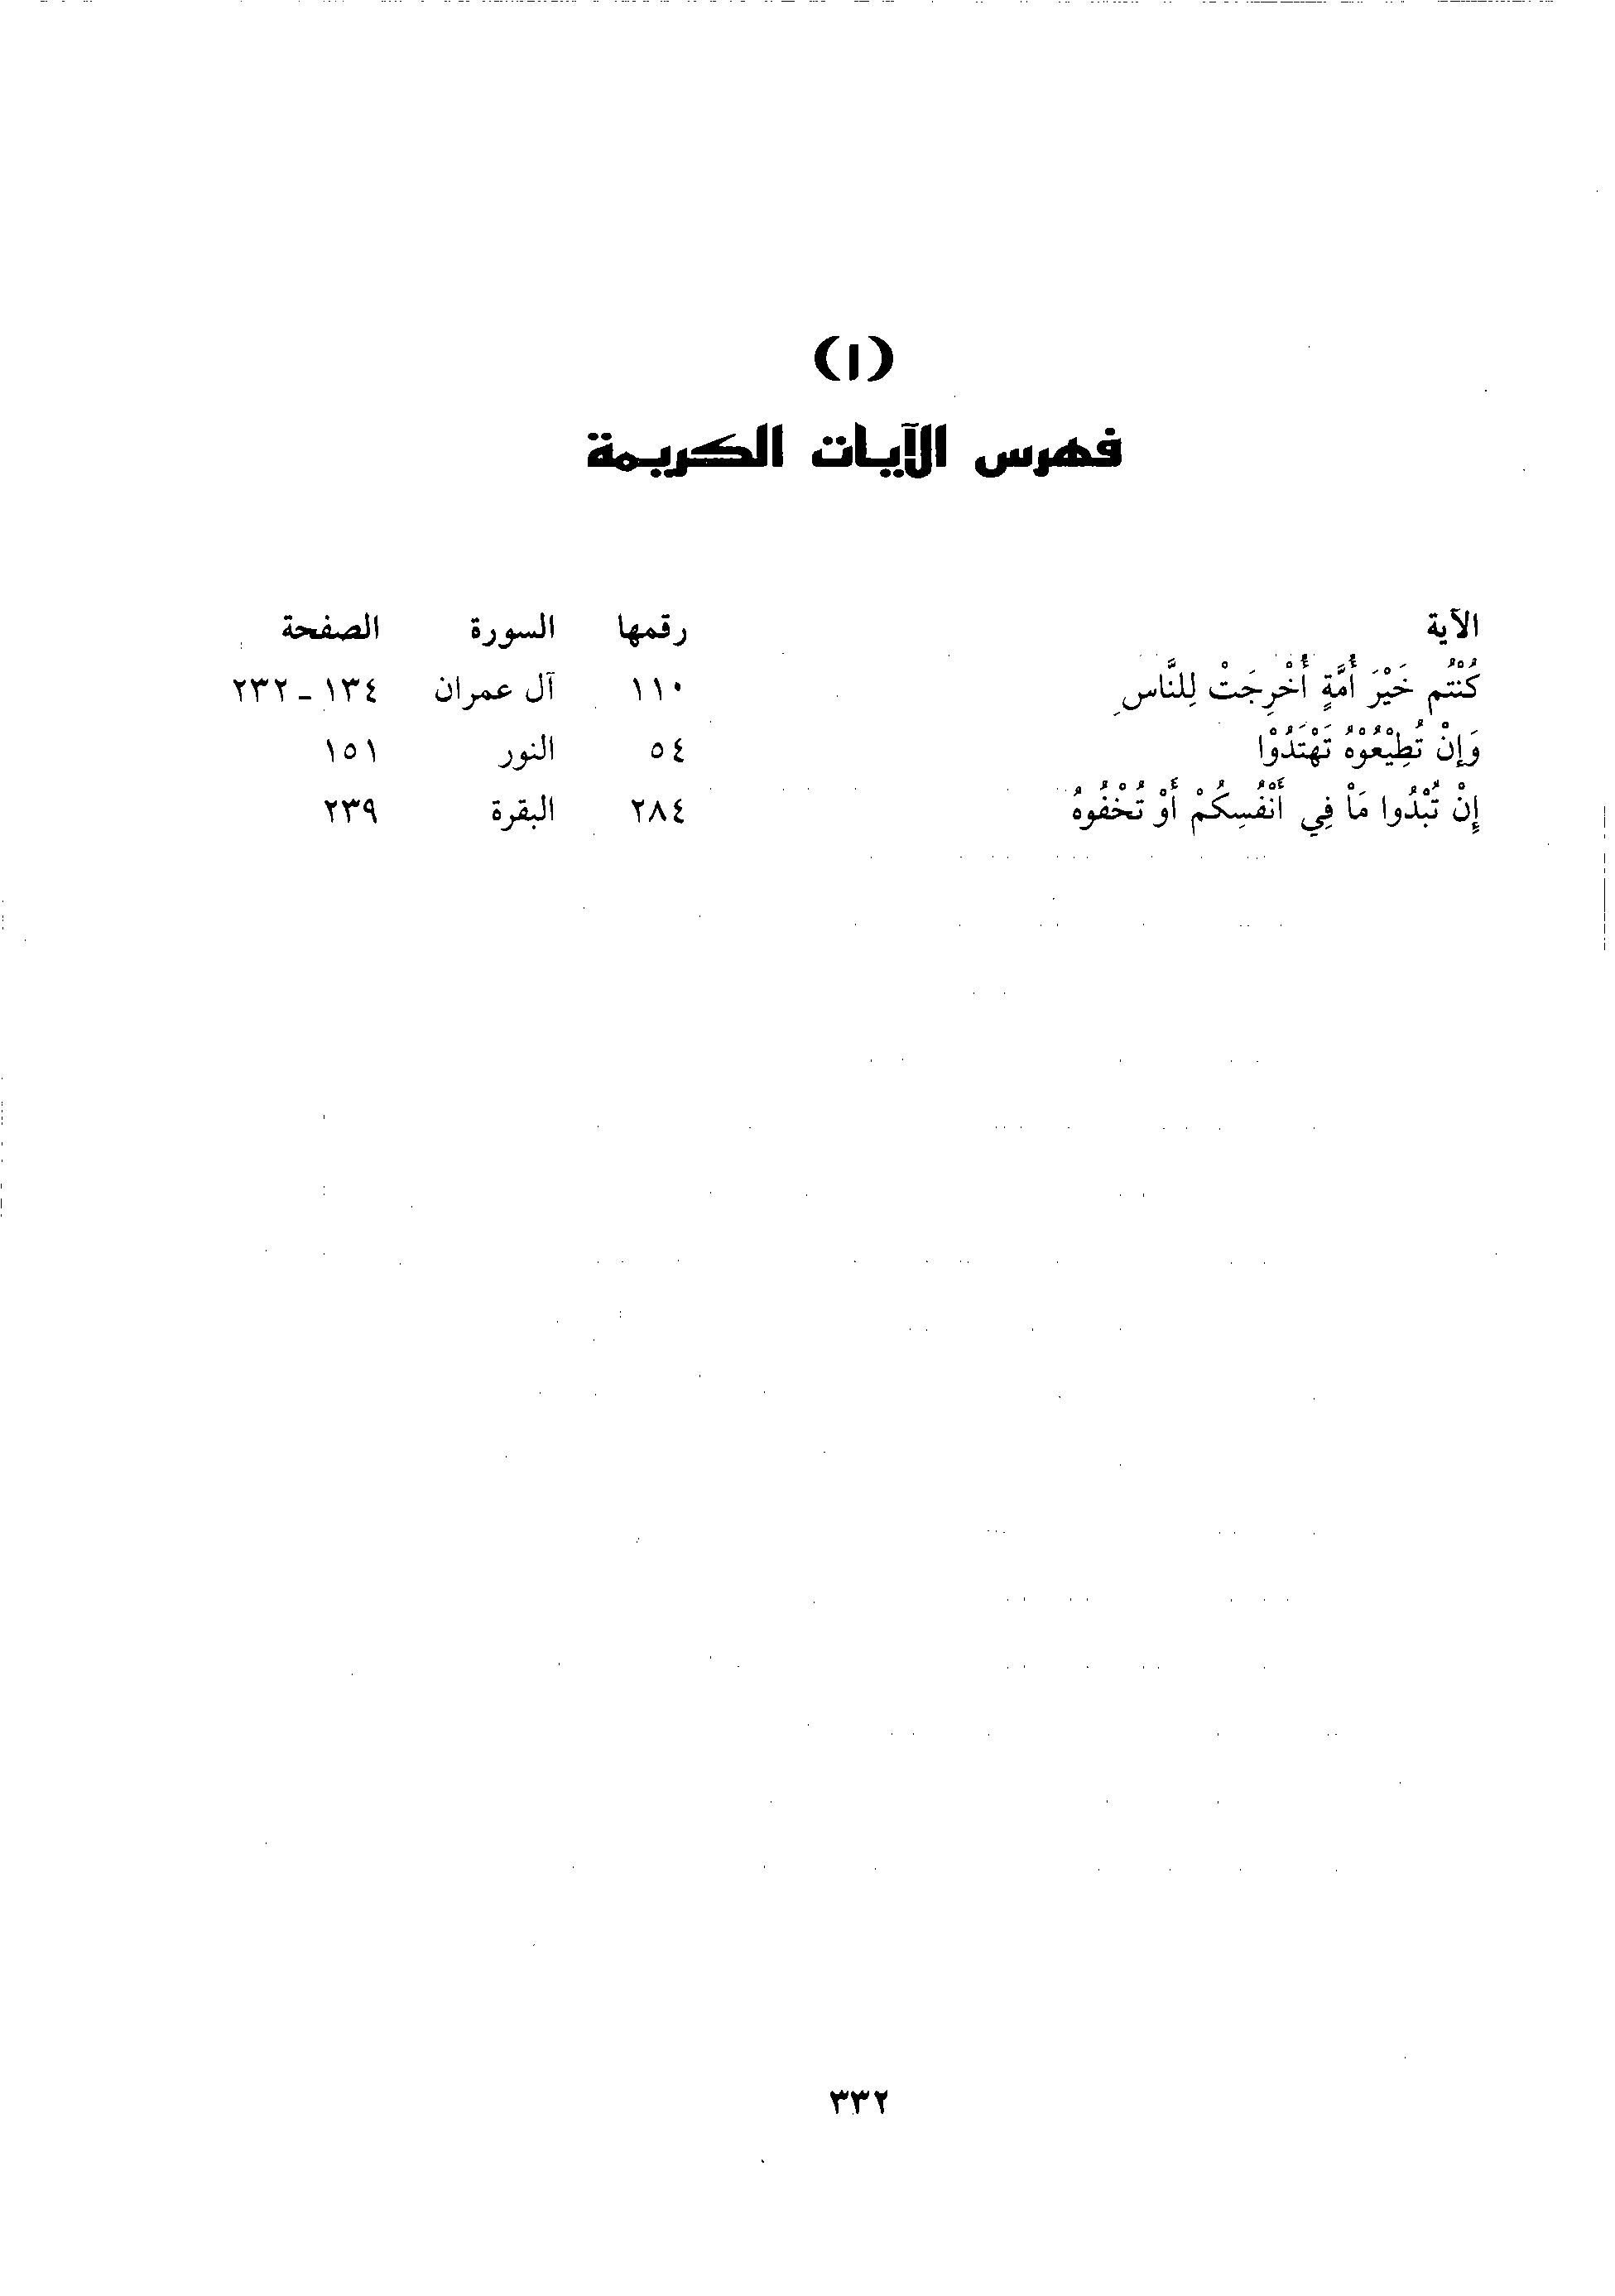 (١)
فهرس الآيات الكريمة
الآية رقمها السورة الصفحة
كُنْتُم خَيْرَ أُمَّةٍ أُخْرِجَتْ لِلنَّاسِ ١١٠ آل عمران ١٣٤ ـ ٢٣٢
وَإِنْ تُطِيْعُوْهُ تَهْتَدُوْا ٥٤ النور ١٥١
إِنْ تُبْدُوا مَاْ فِي أَنْفُسِكُمْ أَوْ تُخْفُوهُ ٢٨٤ البقرة ٢٣٩
٣٣٢